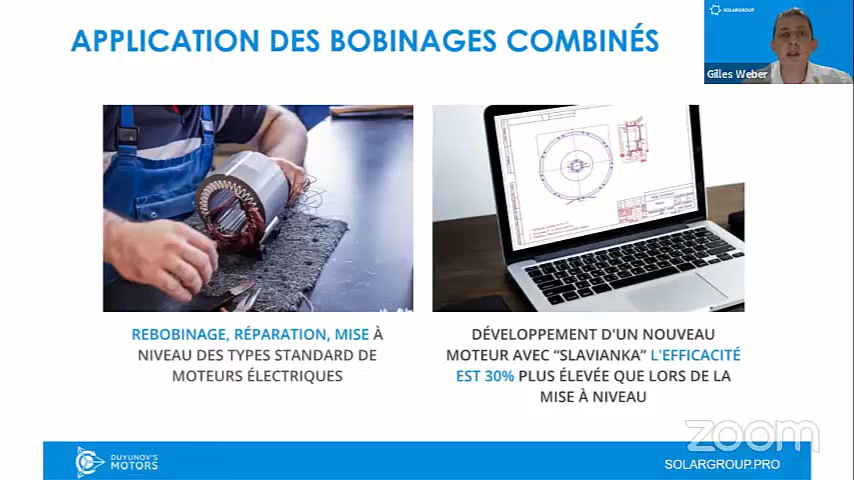 APPLICATION DES BOBINAGES COMBINÉS
SOLARGROUP
Gilles Weber
REBOBINAGE, RÉPARATION, MISE À
NIVEAU DES TYPES STANDARD DE
MOTEURS ÉLECTRIQUES
DÉVELOPPEMENT D'UN NOUVEAU
MOTEUR AVEC “SLAVIANKA” L'EFFICACITÉ
EST 30% PLUS ÉLEVÉE QUE LORS DE LA
MISE À NIVEAU
zoom
DUYUNOV'S
MOTORS
SOLARGROUP.PRO